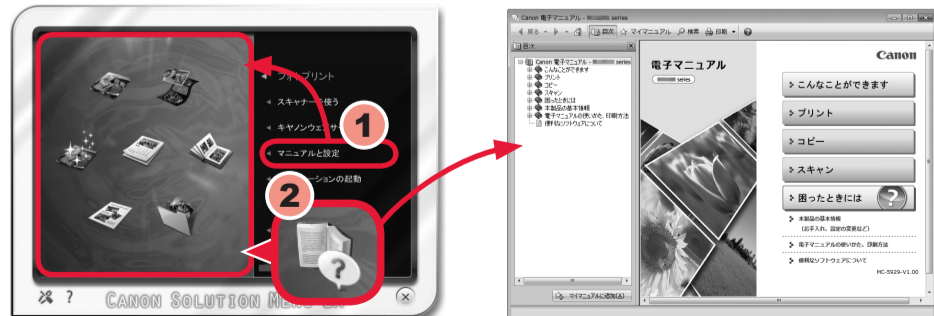 フォトプリント
スキャナーを使う
キヤノンウェブサ
マニュアルと設定
ーションの起動
1
2
?
CANON SOLUTION MENU EX
Canon 電子マニュアル - series
戻る
目次
マイマニュアル
検索
印刷
目次
Canon 電子マニュアル - series
こんなことができます
プリント
コピー
スキャン
困ったときには
本製品の基本情報
電子マニュアルの使いかた、印刷方法
便利なソフトウェアについて
マイマニュアルに追加(A)
Canon
電子マニュアル
series
こんなことができます
プリント
コピー
スキャン
困ったときには
?
本製品の基本情報
(お手入れ、設定の変更など)
電子マニュアルの使いかた、印刷方法
便利なソフトウェアについて
MC-5929-V1.00